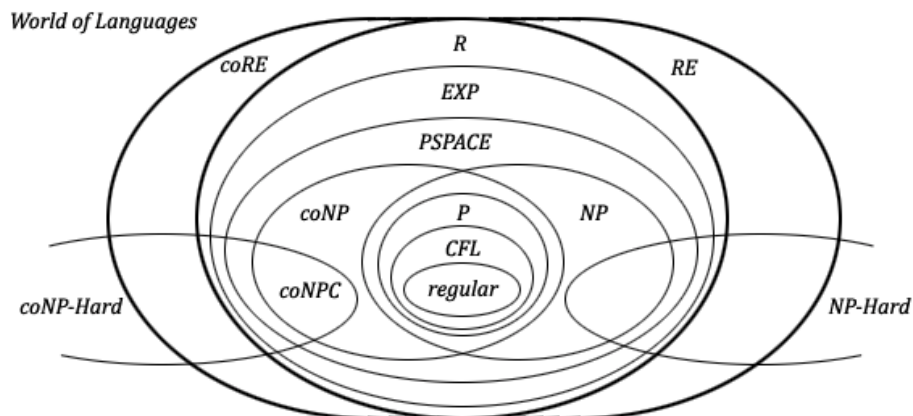 World of Languages
R
coRE
RE
EXP
PSPACE
coNP
P
NP
CFL
coNPC
regular
coNP-Hard
NP-Hard